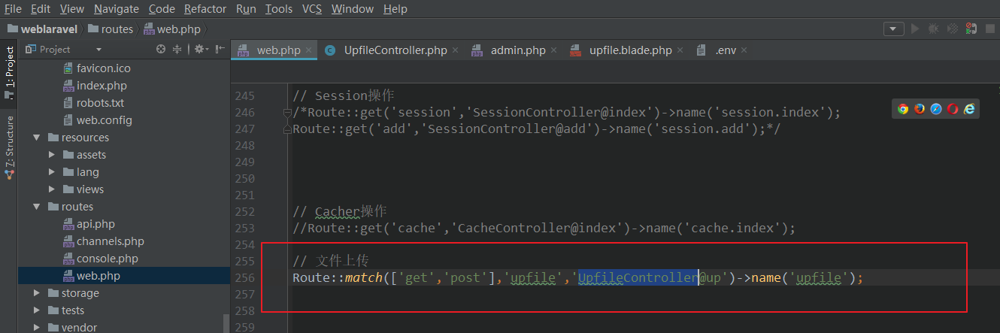 File Edit View Navigate Code Refactor Run Tools VCS Window Help
weblaravel routes web.php
1: Project
Z: Structure
Project
favicon.ico
index.php
robots.txt
web.config
resources
assets
lang
views
routes
api.php
channels.php
console.php
web.php
storage
tests
vendor
web.php × UpfileController.php × admin.php × upfile.blade.php × .env ×
245 // Session操作
246 /*Route::get('session','SessionController@index')->name('session.index');
247 Route::get('add','SessionController@add')->name('session.add');*/
248
249
250
251
252 // Cacher操作
253 //Route::get('cache','CacheController@index')->name('cache.index');
254
255 // 文件上传
256 Route::match(['get','post'],'upfile','UpfileController@up')->name('upfile');
257
258
259